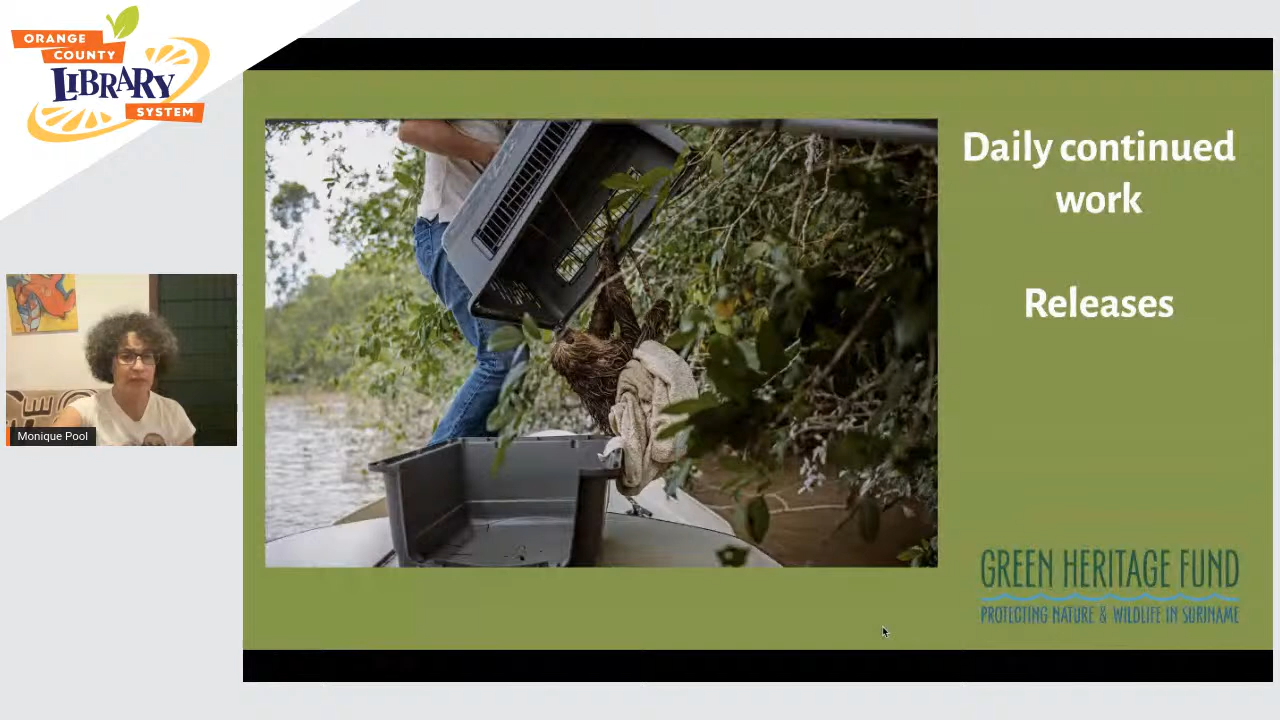 ORANGE
COUNTY
LIBRARY
SYSTEM
Daily continued
work
Releases
Monique Pool
GREEN HERITAGE FUND
PROTECTING NATURE & WILDLIFE IN SURINAME